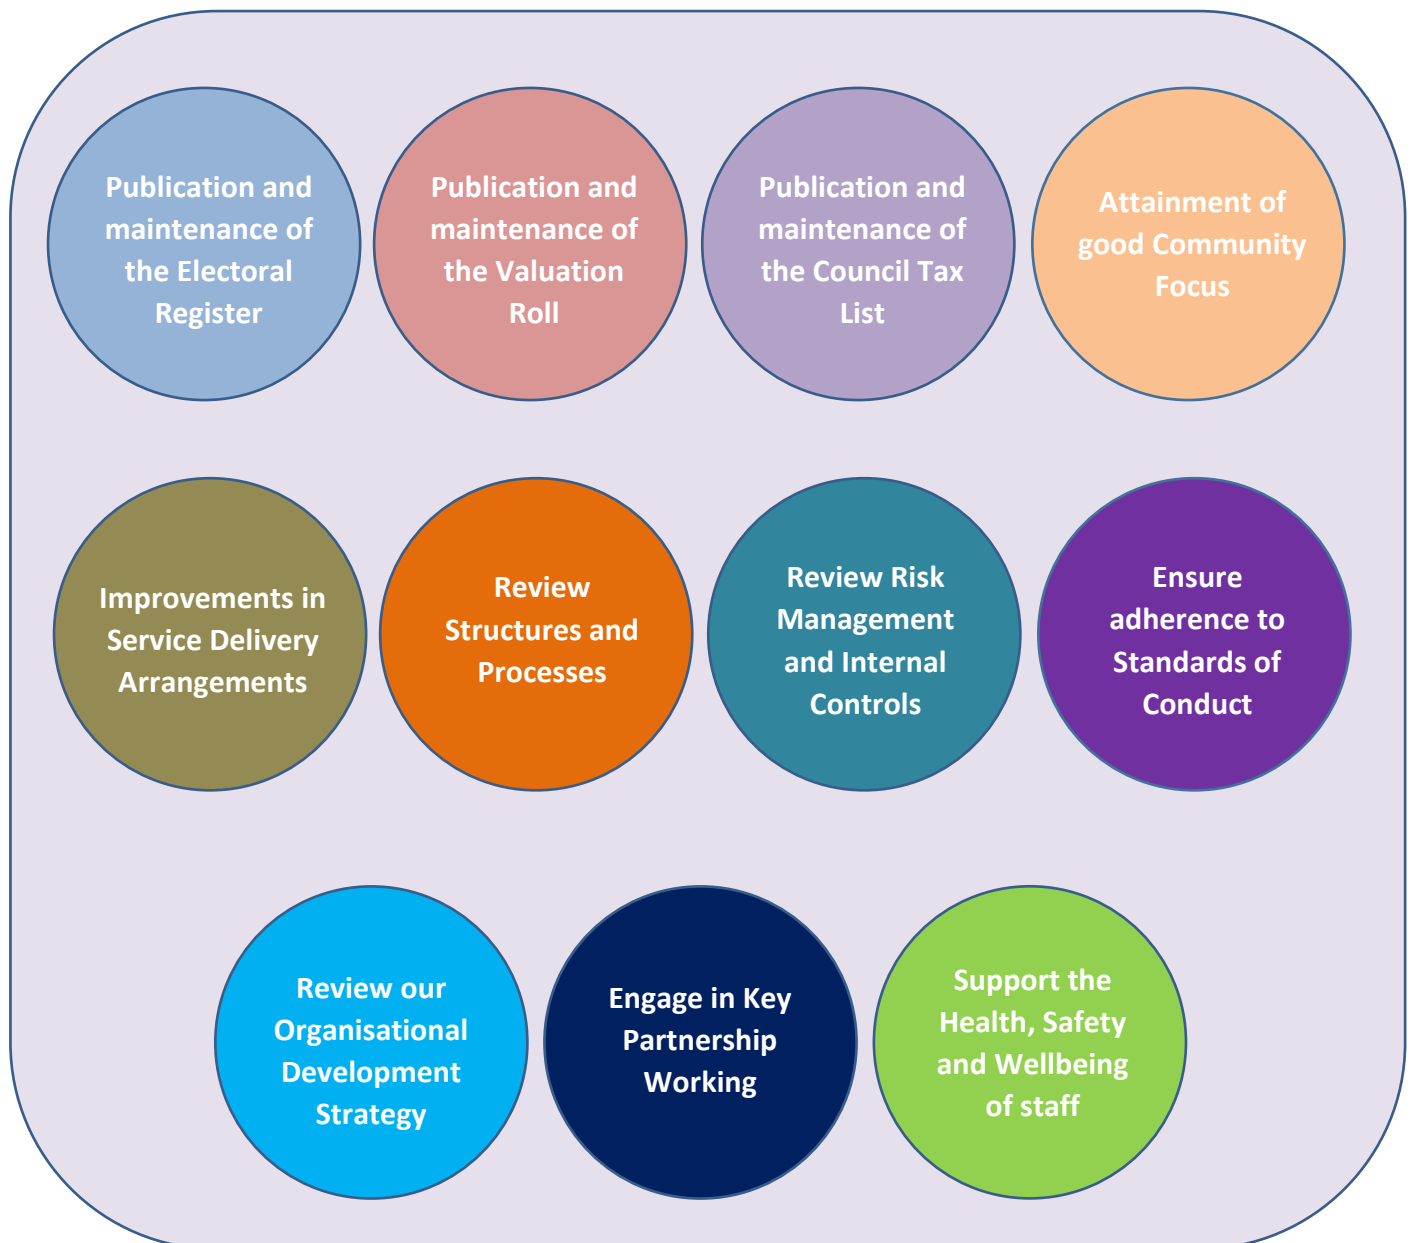 Publication and
maintenance of
the Electoral
Register
Publication and
maintenance of
the Valuation
Roll
Publication and
maintenance of
the Council Tax
List
Attainment of
good Community
Focus
Improvements in
Service Delivery
Arrangements
Review
Structures and
Processes
Review Risk
Management
and Internal
Controls
Ensure
adherence to
Standards of
Conduct
Review our
Organisational
Development
Strategy
Engage in Key
Partnership
Working
Support the
Health, Safety
and Wellbeing
of staff